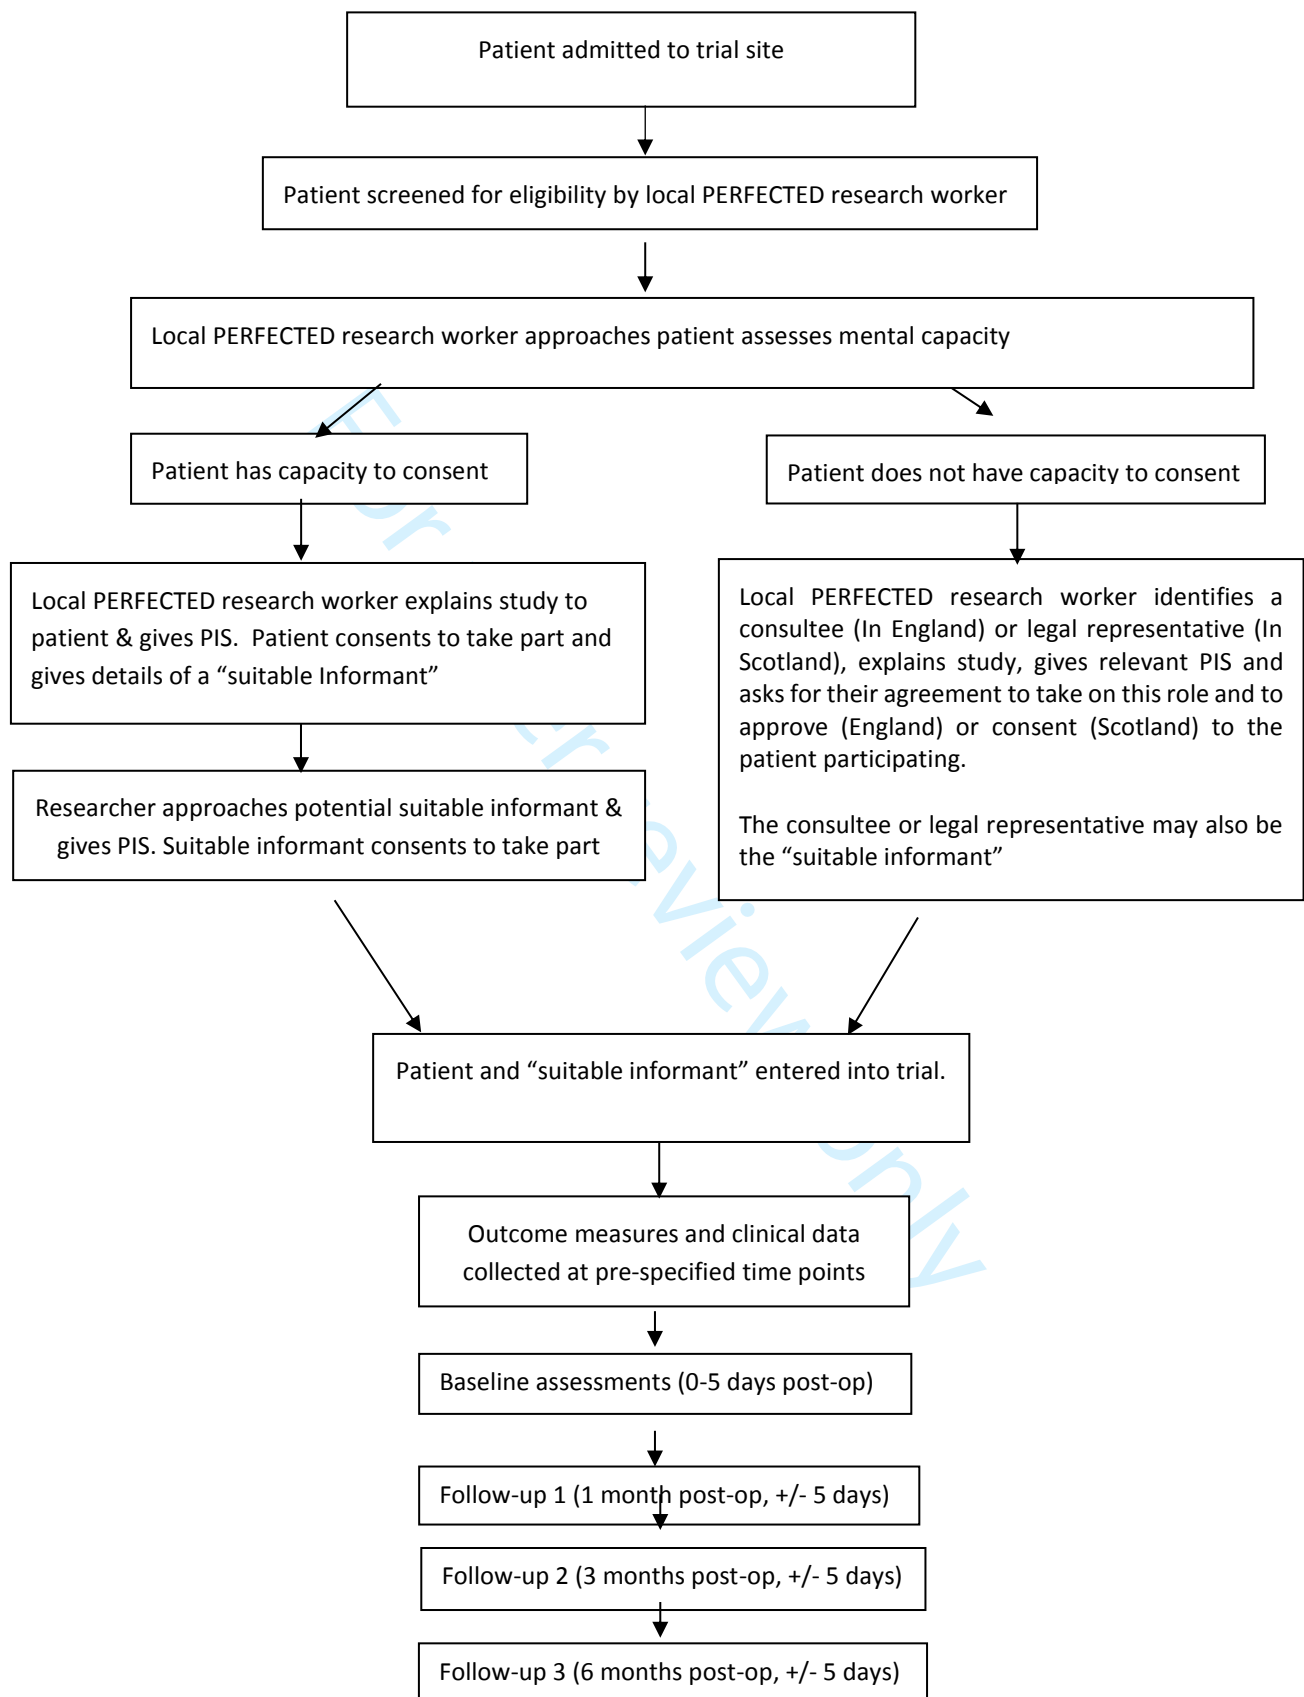 Patient admitted to trial site
Patient screened for eligibility by local PERFECTED research worker
Local PERFECTED research worker approaches patient assesses mental capacity
Patient has capacity to consent
Patient does not have capacity to consent
Local PERFECTED research worker explains study to
patient & gives PIS.  Patient consents to take part and
gives details of a “suitable Informant”
Researcher approaches potential suitable informant &
gives PIS. Suitable informant consents to take part
Local PERFECTED research worker identifies a
consultee (In England) or legal representative (In
Scotland), explains study, gives relevant PIS and
asks for their agreement to take on this role and to
approve (England) or consent (Scotland) to the
patient participating.
The consultee or legal representative may also be
the “suitable informant”
Patient and “suitable informant” entered into trial.
Outcome measures and clinical data
collected at pre-specified time points
Baseline assessments (0-5 days post-op)
Follow-up 1 (1 month post-op, +/- 5 days)
Follow-up 2 (3 months post-op, +/- 5 days)
Follow-up 3 (6 months post-op, +/- 5 days)